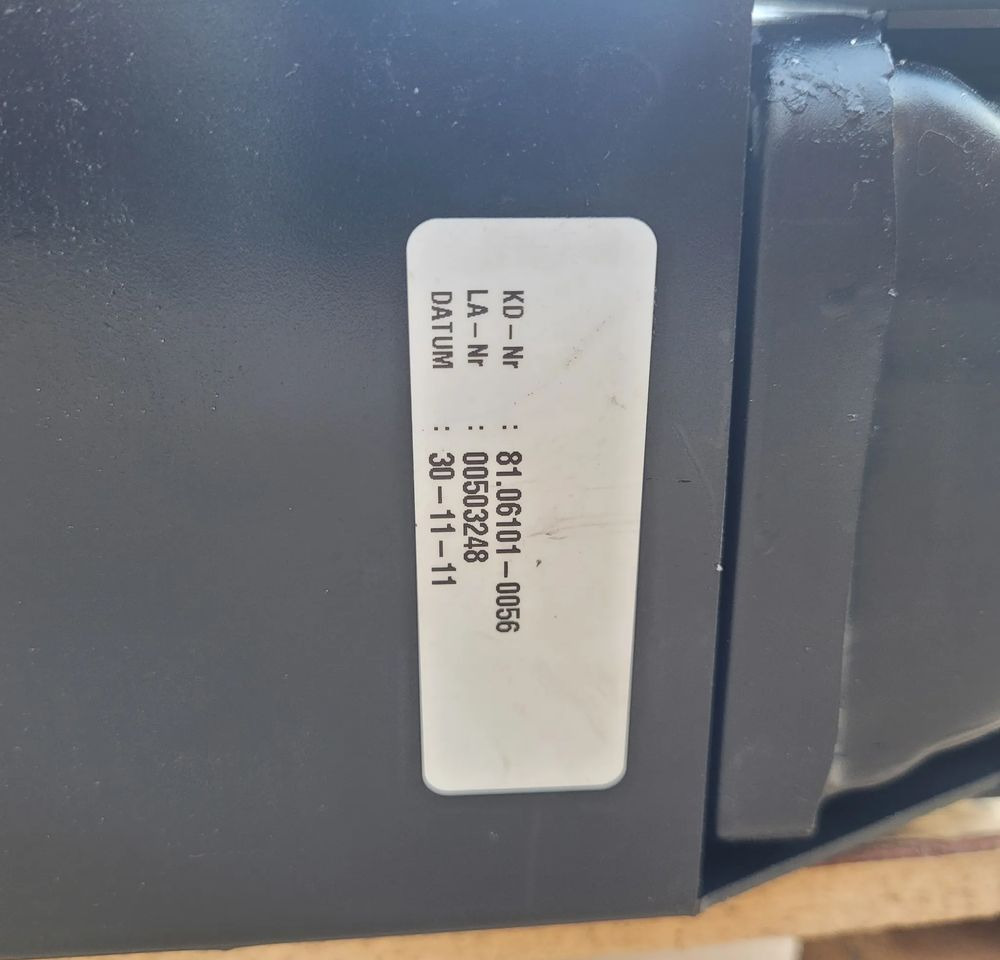 KD-Nr : 81.06101-0056
LA-Nr : 00503248
DATUM : 30-11-11